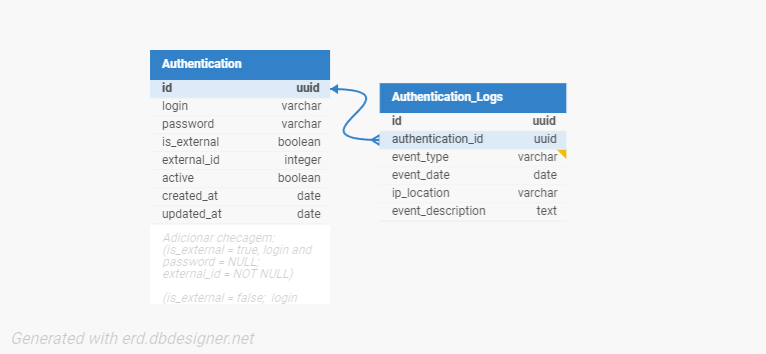 Authentication
id uuid
login varchar
password varchar
is_external boolean
external_id integer
active boolean
created_at date
updated_at date
Adicionar checagem:
(is_external = true, login and
password = NULL;
external_id = NOT NULL)
(is_external = false;  login
Authentication_Logs
id uuid
authentication_id uuid
event_type varchar
event_date date
ip_location varchar
event_description text
Generated with erd.dbdesigner.net